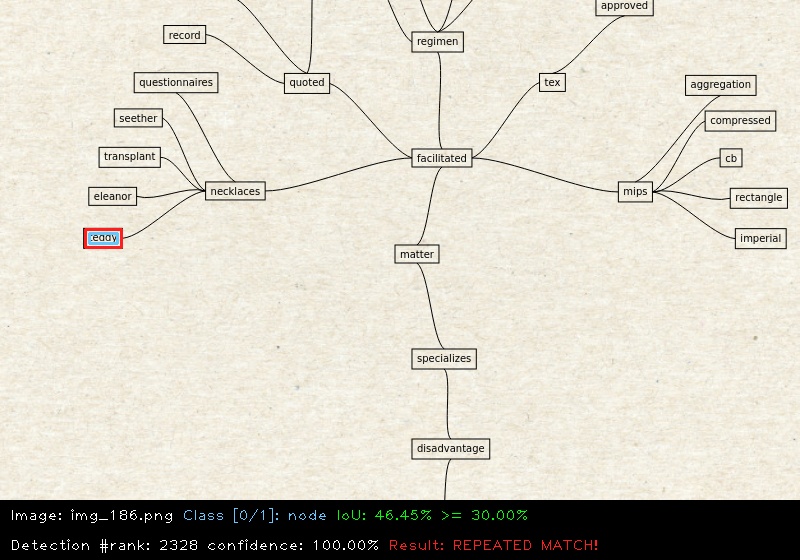 approved
record
regimen
questionnaires
quoted
tex
aggregation
seether
compressed
transplant
facilitated
cb
eleanor
necklaces
mips
rectangle
imperial
matter
specializes
disadvantage
Image: img_186.png Class [0/1]: node IoU: 46.45% >= 30.00%
Detection #rank: 2328 confidence: 100.00% Result: REPEATED MATCH!